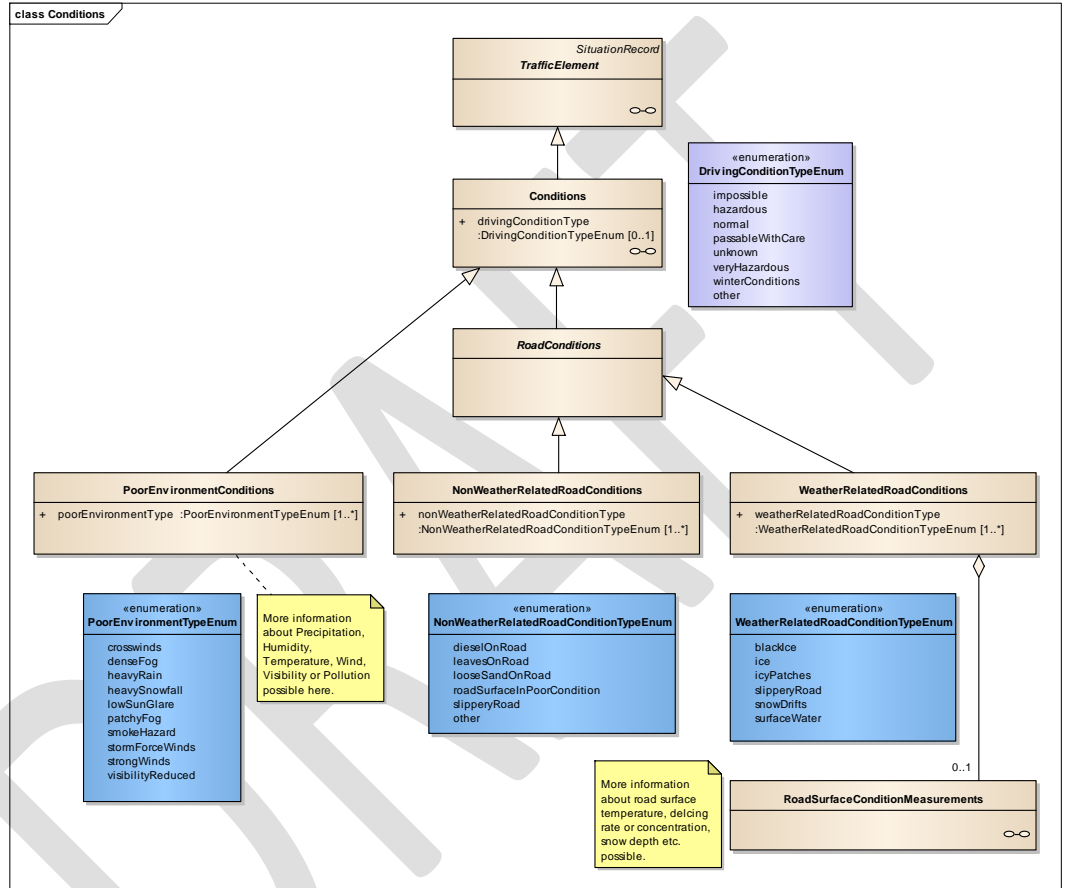 class Conditions
SituationRecord
TrafficElement
«enumeration»
DrivingConditionTypeEnum
impossible
hazardous
normal
passableWithCare
unknown
veryHazardous
winterConditions
other
Conditions
+ drivingConditionType
:DrivingConditionTypeEnum [0..1]
RoadConditions
PoorEnvironmentConditions
+ poorEnvironmentType :PoorEnvironmentTypeEnum [1..*]
NonWeatherRelatedRoadConditions
+ nonWeatherRelatedRoadConditionType
:NonWeatherRelatedRoadConditionTypeEnum [1..*]
WeatherRelatedRoadConditions
+ weatherRelatedRoadConditionType
:WeatherRelatedRoadConditionTypeEnum [1..*]
«enumeration»
PoorEnvironmentTypeEnum
crosswinds
denseFog
heavyRain
heavySnowfall
lowSunGlare
patchyFog
smokeHazard
stormForceWinds
strongWinds
visibilityReduced
More information
about Precipitation,
Humidity,
Temperature, Wind,
Visibility or Pollution
possible here.
«enumeration»
NonWeatherRelatedRoadConditionTypeEnum
dieselOnRoad
leavesOnRoad
looseSandOnRoad
roadSurfaceInPoorCondition
slipperyRoad
other
«enumeration»
WeatherRelatedRoadConditionTypeEnum
blackIce
ice
icyPatches
slipperyRoad
snowDrifts
surfaceWater
0..1
More information
about road surface
temperature, delcing
rate or concentration,
snow depth etc.
possible.
RoadSurfaceConditionMeasurements
DRAFT